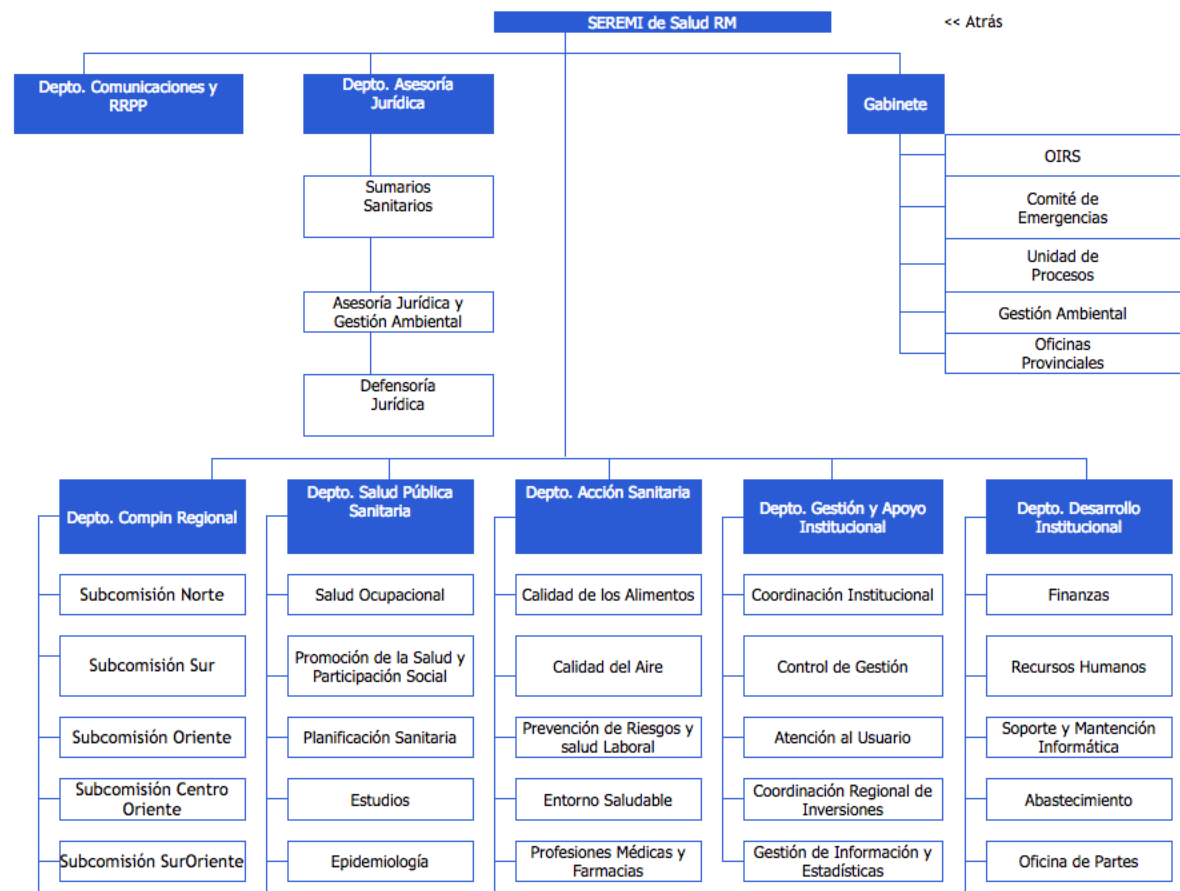 SEREMI de Salud RM
<< Atrás
Depto. Comunicaciones y
RRPP
Depto. Asesoría
Jurídica
Gabinete
OIRS
Comité de
Emergencias
Unidad de
Procesos
Gestión Ambiental
Oficinas
Provinciales
Sumarios
Sanitarios
Asesoría Jurídica y
Gestión Ambiental
Defensoría
Jurídica
Depto. Compin Regional
Subcomisión Norte
Subcomisión Sur
Subcomisión Oriente
Subcomisión Centro
Oriente
Subcomisión SurOriente
Depto. Salud Pública
Sanitaria
Salud Ocupacional
Promoción de la Salud y
Participación Social
Planificación Sanitaria
Estudios
Epidemiología
Depto. Acción Sanitaria
Calidad de los Alimentos
Calidad del Aire
Prevención de Riesgos y
salud Laboral
Entorno Saludable
Profesiones Médicas y
Farmacias
Depto. Gestión y Apoyo
Institucional
Coordinación Institucional
Control de Gestión
Atención al Usuario
Coordinación Regional de
Inversiones
Gestión de Información y
Estadísticas
Depto. Desarrollo
Institucional
Finanzas
Recursos Humanos
Soporte y Mantención
Informática
Abastecimiento
Oficina de Partes